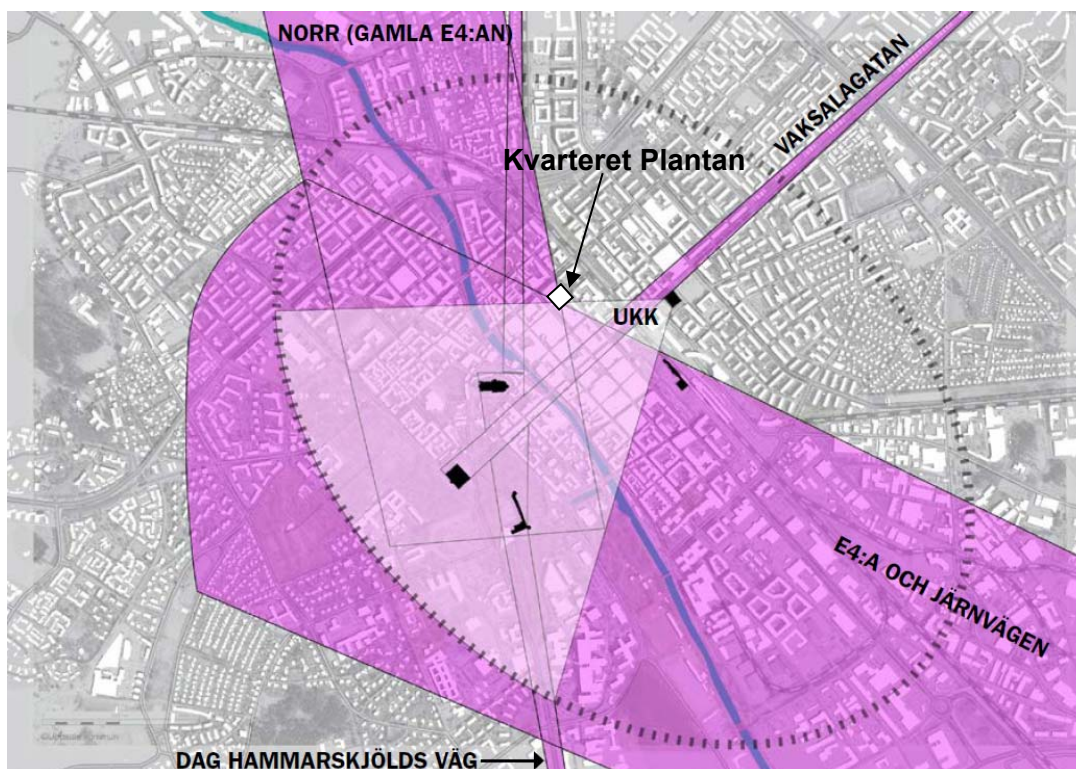 NORR (GAMLA E4:AN)
VAKSALAGATAN
Kvarteret Plantan
UKK
E4:A OCH JÄRNVÄGEN
DAG HAMMARSKJÖLDS VÄG